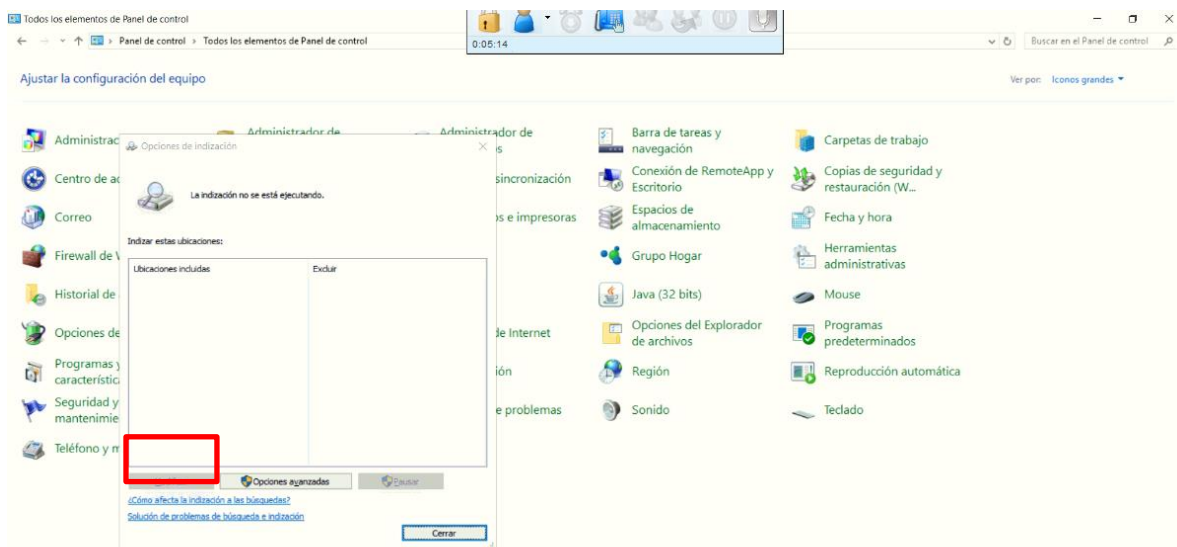 Todos los elementos de Panel de control
Panel de control > Todos los elementos de Panel de control
0:05:14
Buscar en el Panel de control
Ajustar la configuración del equipo
Ver por: Iconos grandes
Administrac
Administrador de
Administrador de
Barra de tareas y
navegación
Carpetas de trabajo
Centro de ac
sincronización
Conexión de RemoteApp y
Escritorio
Copias de seguridad y
restauración (W...
Correo
os e impresoras
Espacios de
almacenamiento
Fecha y hora
Firewall de
Grupo Hogar
Herramientas
administrativas
Historial de
Java (32 bits)
Mouse
Opciones de
de Internet
Opciones del Explorador
de archivos
Programas
predeterminados
Programas y
característic
ión
Región
Reproducción automática
Seguridad y
mantenimie
e problemas
Sonido
Teclado
Teléfono y m
Opciones de indización
La indización no se está ejecutando.
Indizar estas ubicaciones:
Ubicaciones incluidas
Excluir
Opciones avanzadas
Pausar
¿Cómo afecta la indización a las búsquedas?
Solución de problemas de búsqueda e indización
Cerrar